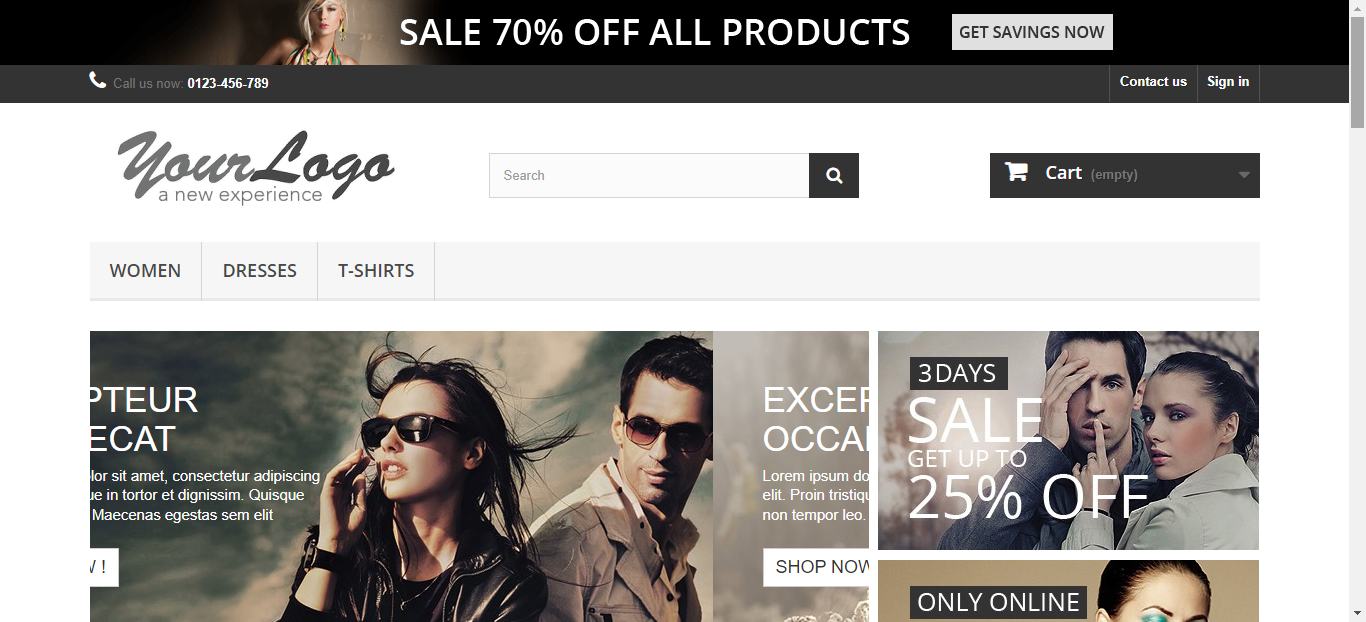 SALE 70% OFF ALL PRODUCTS
GET SAVINGS NOW
Call us now: 0123-456-789
Contact us
Sign in
YourLogo
a new experience
Search
Cart (empty)
WOMEN
DRESSES
T-SHIRTS
PTEUR
ECAT
lor sit amet, consectetur adipiscing
ue in tortor et dignissim. Quisque
Maecenas egestas sem elit
W !
EXCEP
OCCA
Lorem ipsum do
elit. Proin tristiqu
non tempor leo.
SHOP NOW
3 DAYS
SALE
GET UP TO
25% OFF
ONLY ONLINE